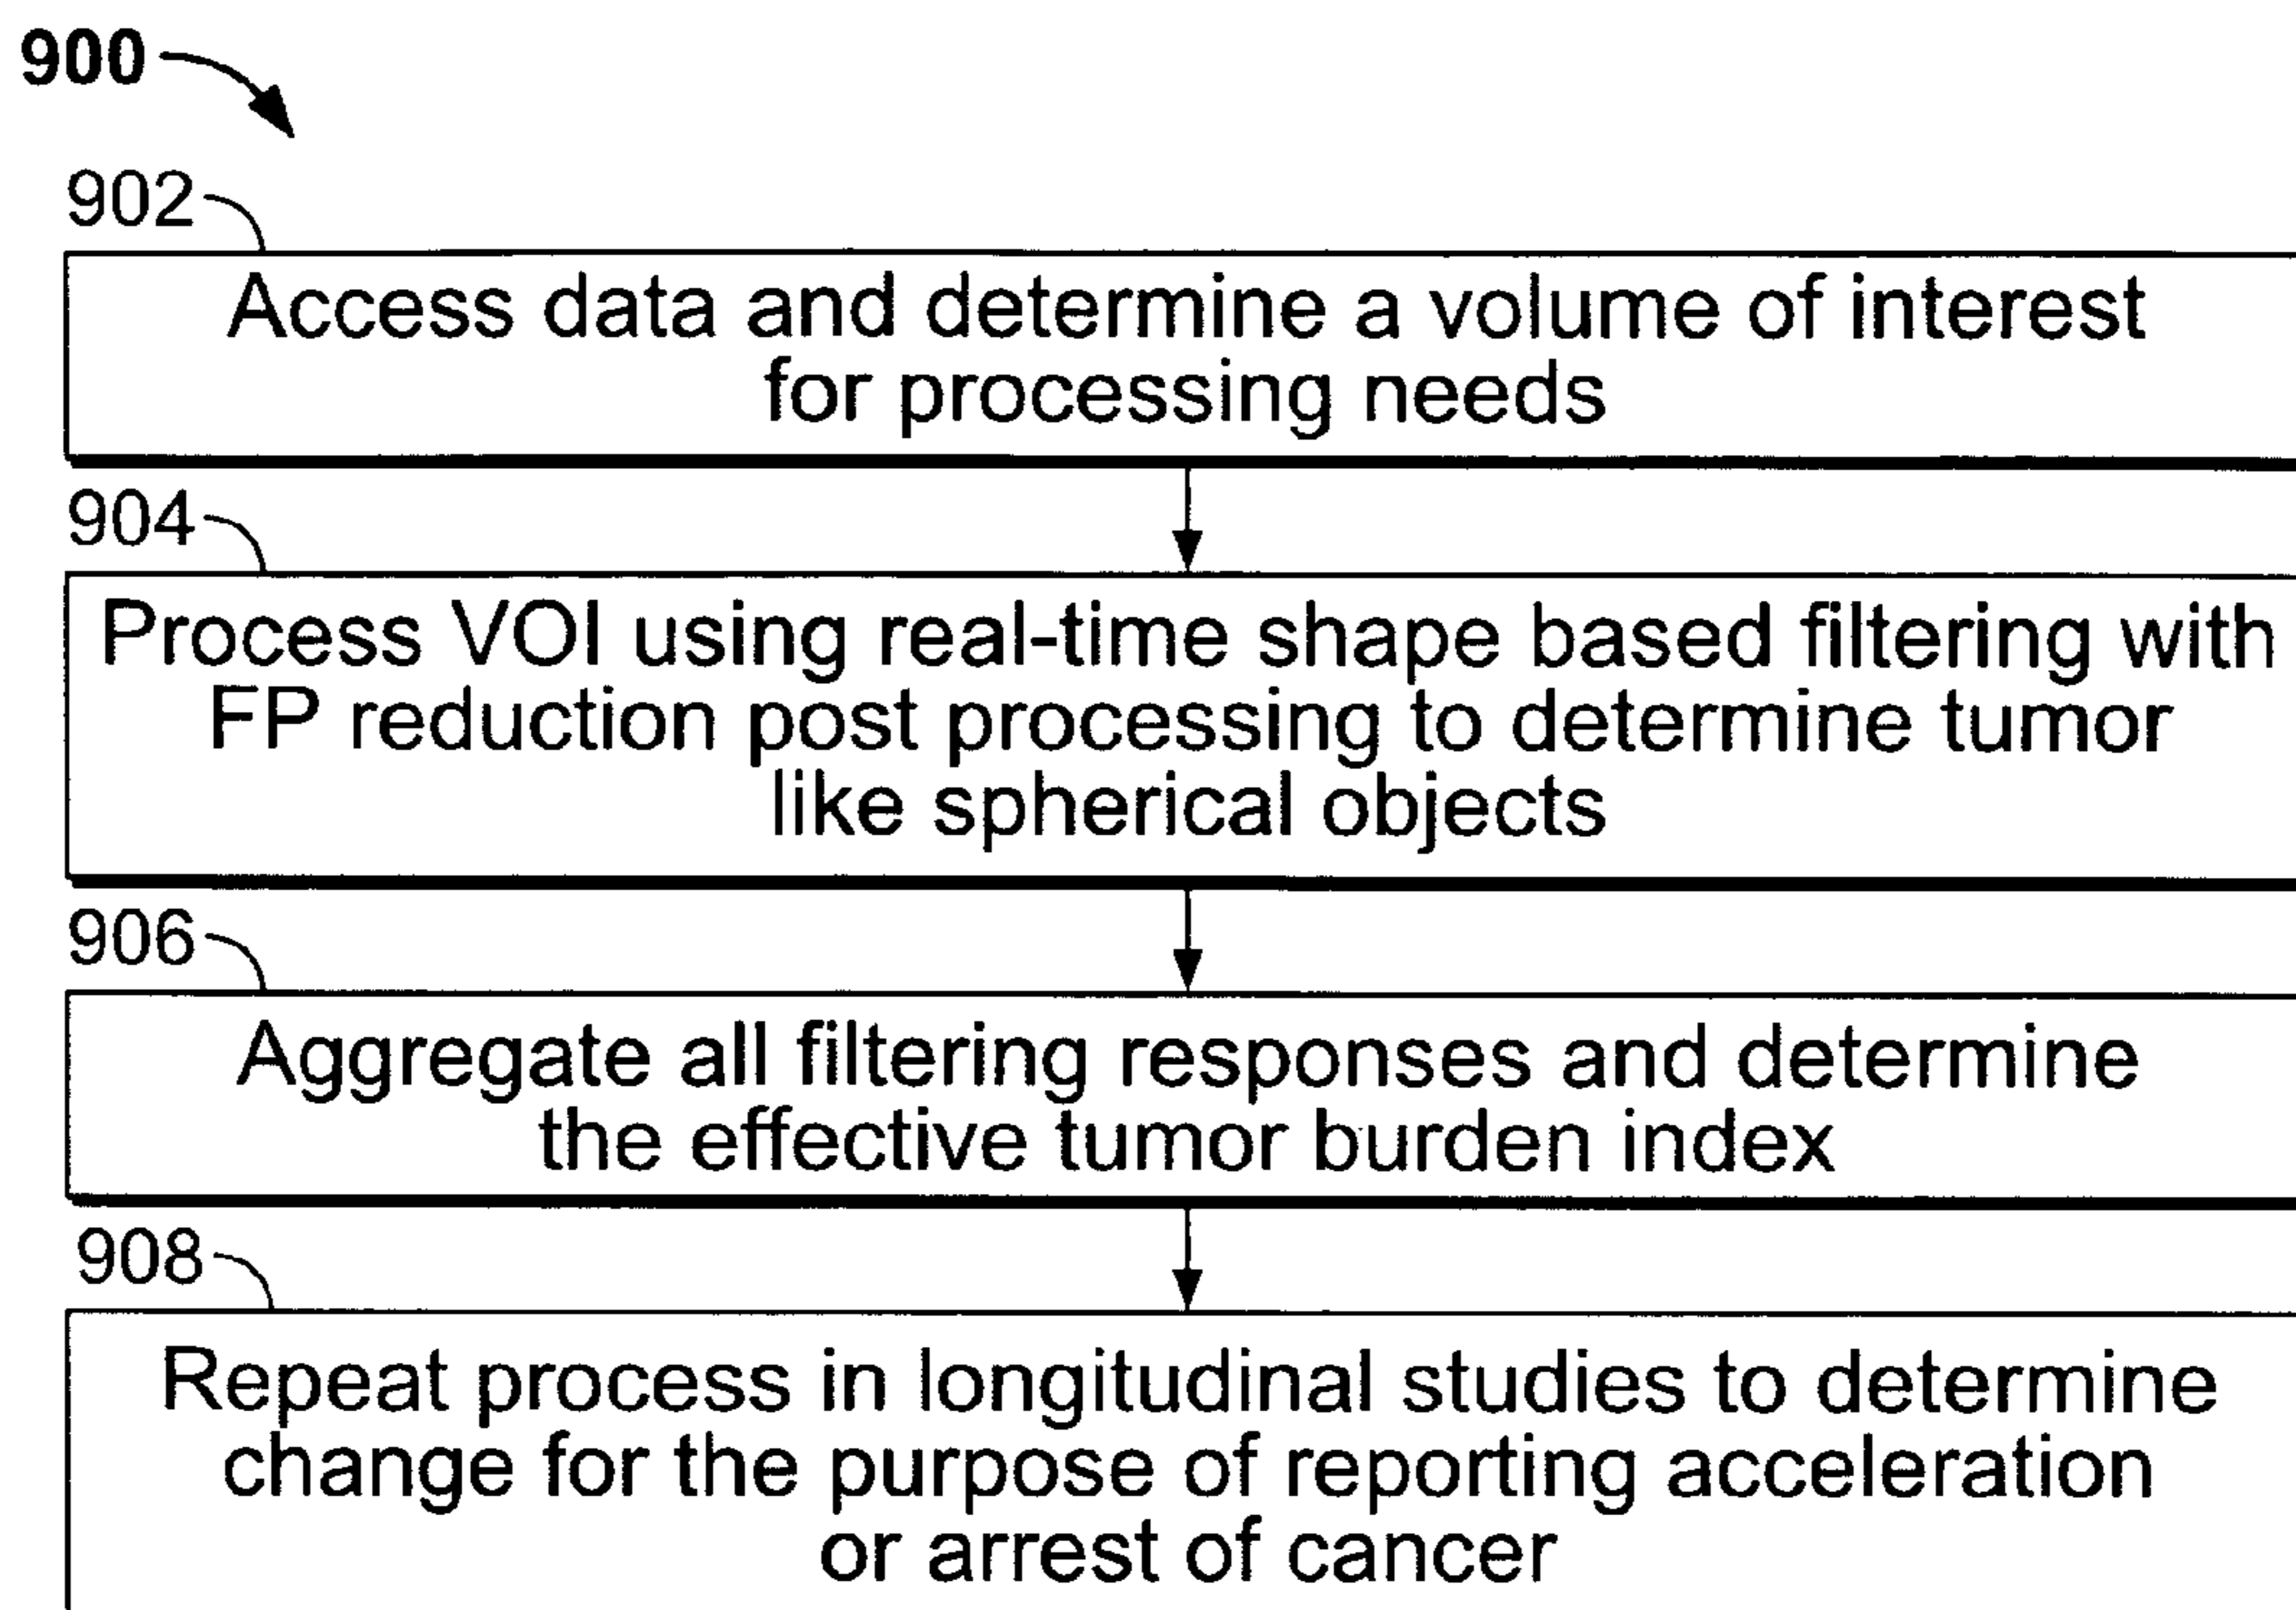 900
902
Access data and determine a volume of interest
for processing needs
904
Process VOI using real-time shape based filtering with
FP reduction post processing to determine tumor
like spherical objects
906
Aggregate all filtering responses and determine
the effective tumor burden index
908
Repeat process in longitudinal studies to determine
change for the purpose of reporting acceleration
or arrest of cancer